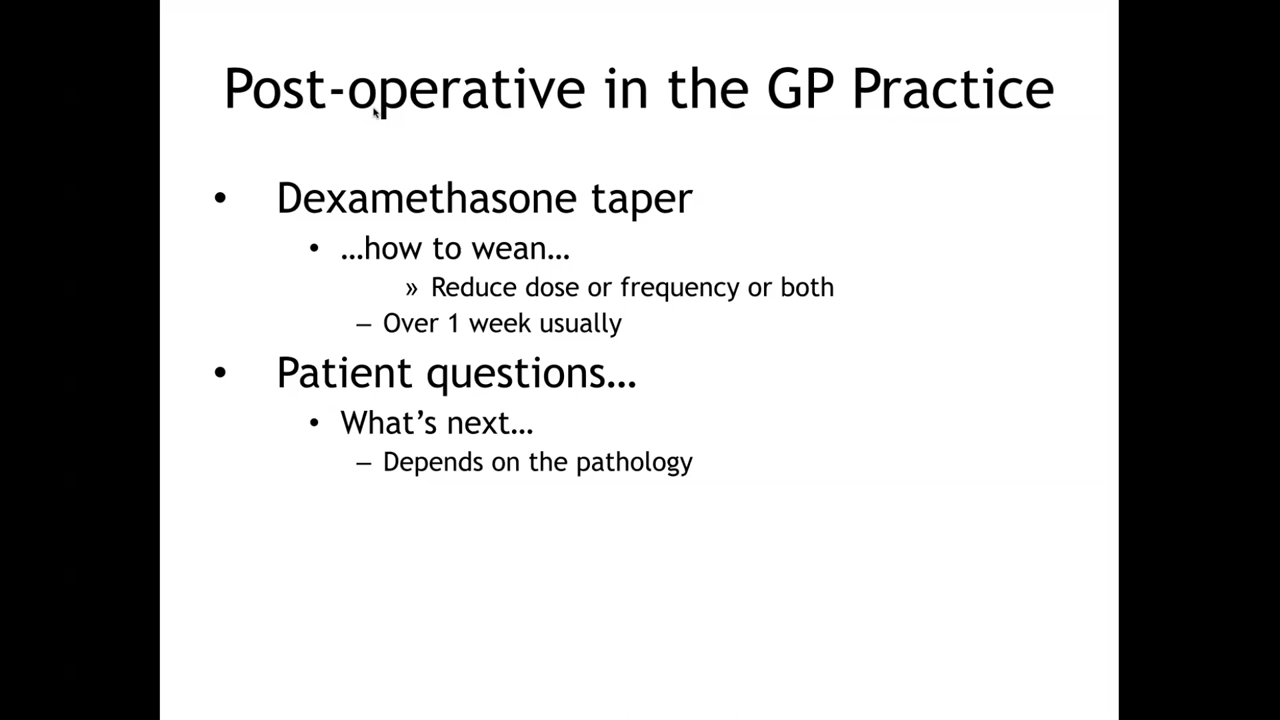 Post-operative in the GP Practice
• Dexamethasone taper
• …how to wean…
» Reduce dose or frequency or both
– Over 1 week usually
• Patient questions…
• What’s next…
– Depends on the pathology